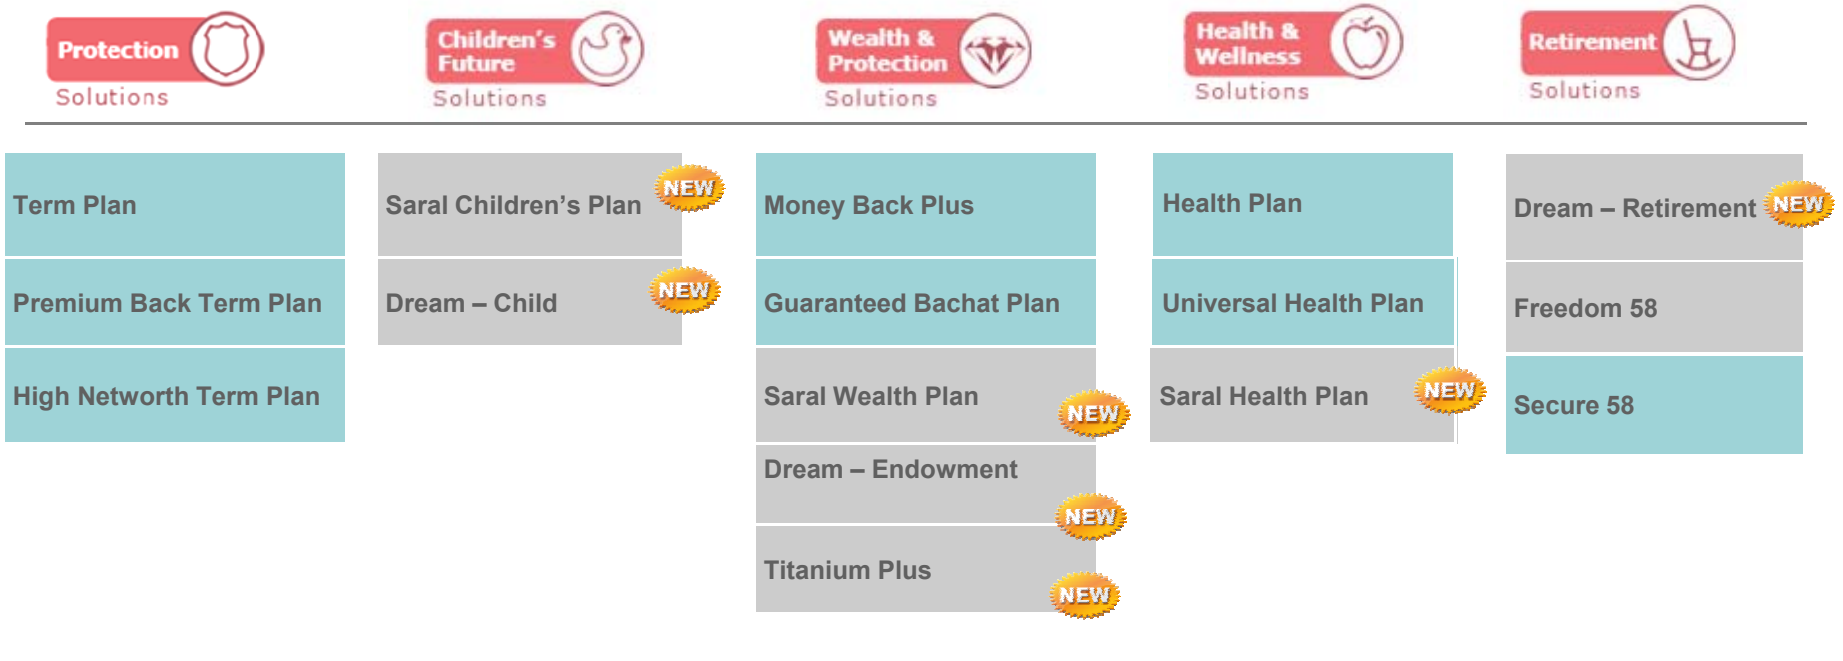 Protection
Solutions
Children's
Future
Solutions
Wealth &
Protection
Solutions
Health &
Wellness
Solutions
Retirement
Solutions
Term Plan
Premium Back Term Plan
High Networth Term Plan
Saral Children’s Plan
NEW
Dream – Child
NEW
Money Back Plus
Guaranteed Bachat Plan
Saral Wealth Plan
NEW
Dream – Endowment
NEW
Titanium Plus
NEW
Health Plan
Universal Health Plan
Saral Health Plan
NEW
Dream – Retirement
NEW
Freedom 58
Secure 58